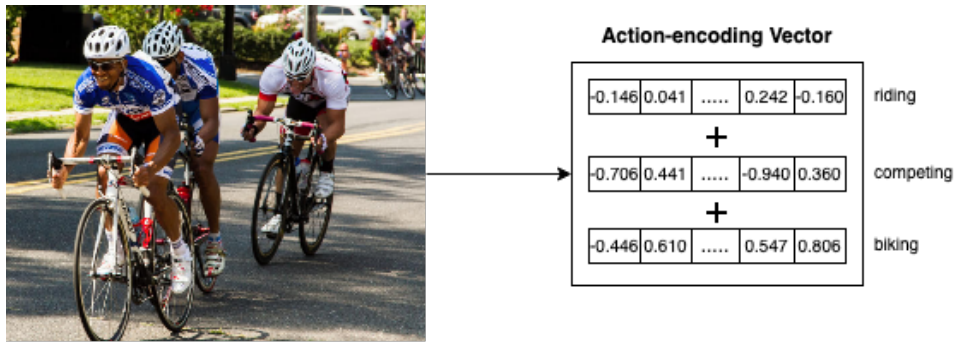 Action-encoding Vector
-0.146 0.041 ..... 0.242 -0.160 riding
+
-0.706 0.441 ..... -0.940 0.360 competing
+
-0.446 0.610 ..... 0.547 0.806 biking